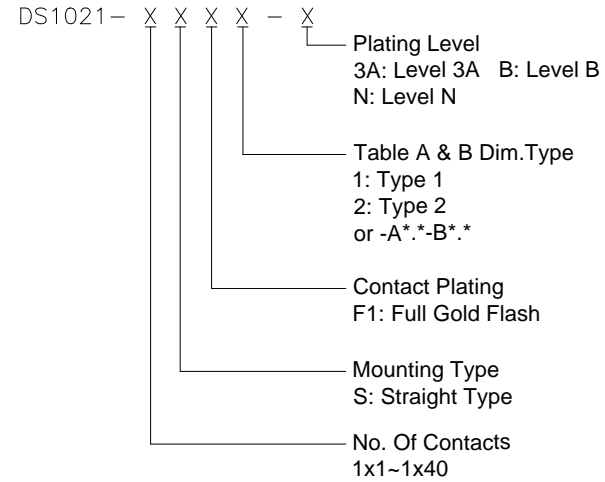 DS1021- X X X X - X
Plating Level
3A: Level 3A B: Level B
N: Level N
Table A & B Dim.Type
1: Type 1
2: Type 2
or -A*.*-B*.*
Contact Plating
F1: Full Gold Flash
Mounting Type
S: Straight Type
No. Of Contacts
1x1~1x40